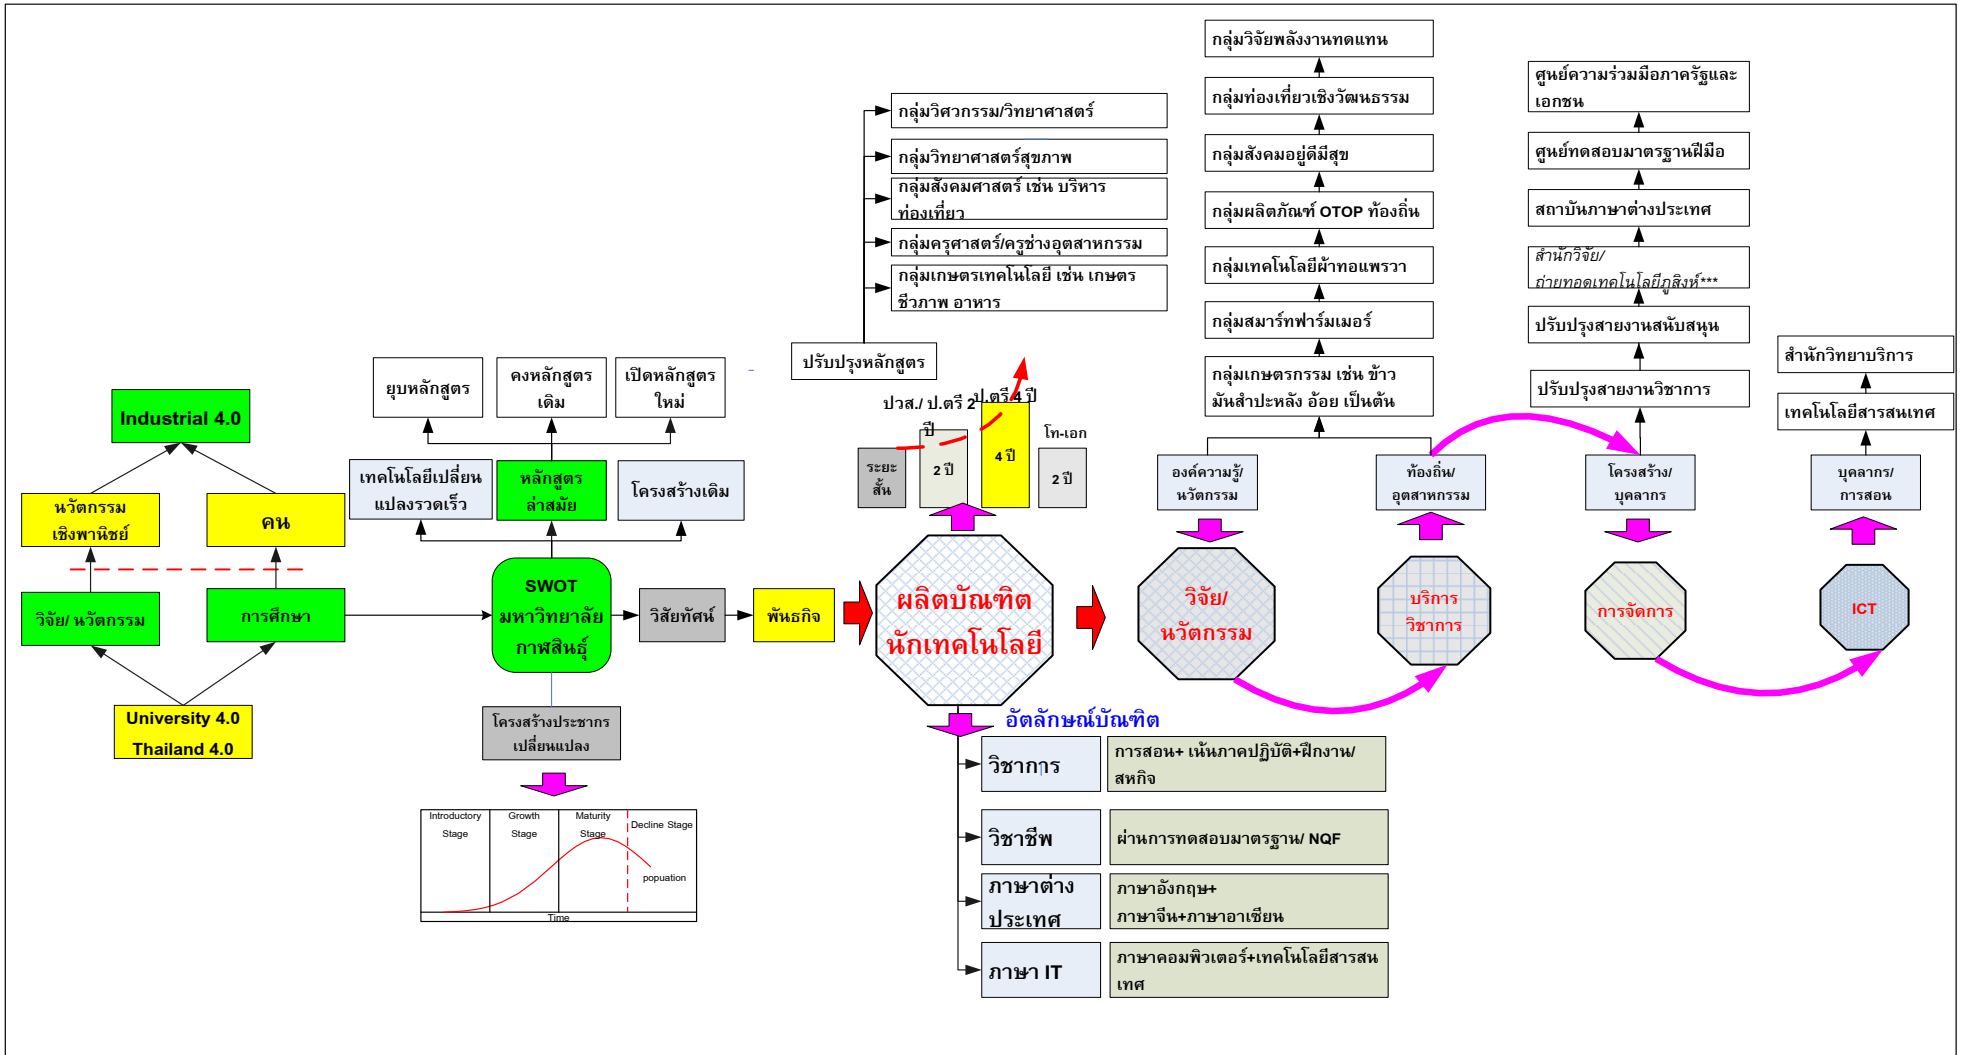 Industrial 4.0
นวัตกรรม
เชิงพานิชย์
คน
วิจัย/ นวัตกรรม
การศึกษา
University 4.0
Thailand 4.0
ยุบหลักสูตร
คงหลักสูตร
เดิม
เปิดหลักสูตร
ใหม่
เทคโนโลยีเปลี่ยน
แปลงรวดเร็ว
หลักสูตร
ล่าสมัย
โครงสร้างเดิม
SWOT
มหาวิทยาลัย
กาฬสินธุ์
วิสัยทัศน์
พันธกิจ
โครงสร้างประชากร
เปลี่ยนแปลง
Introductory
Stage
Growth
Stage
Maturity
Stage
Decline Stage
popuation
Time
กลุ่มวิศวกรรม/วิทยาศาสตร์
กลุ่มวิทยาศาสตร์สุขภาพ
กลุ่มสังคมศาสตร์ เช่น บริหาร
ท่องเที่ยว
กลุ่มครุศาสตร์/ครูช่างอุตสาหกรรม
กลุ่มเกษตรเทคโนโลยี เช่น เกษตร
ชีวภาพ อาหาร
ปรับปรุงหลักสูตร
ปวส./ ป.ตรี 2
ปี
ป.ตรี 4 ปี
โท-เอก
ระยะ
สั้น
2 ปี
4 ปี
2 ปี
ผลิตบัณฑิต
นักเทคโนโลยี
อัตลักษณ์บัณฑิต
วิชาการ
การสอน+ เน้นภาคปฏิบัติ+ฝึกงาน/
สหกิจ
วิชาชีพ
ผ่านการทดสอบมาตรฐาน/ NQF
ภาษาต่าง
ประเทศ
ภาษาอังกฤษ+
ภาษาจีน+ภาษาอาเซียน
ภาษา IT
ภาษาคอมพิวเตอร์+เทคโนโลยีสารสน
เทศ
กลุ่มวิจัยพลังงานทดแทน
กลุ่มท่องเที่ยวเชิงวัฒนธรรม
กลุ่มสังคมอยู่ดีมีสุข
กลุ่มผลิตภัณฑ์ OTOP ท้องถิ่น
กลุ่มเทคโนโลยีผ้าทอแพรวา
กลุ่มสมาร์ทฟาร์มเมอร์
กลุ่มเกษตรกรรม เช่น ข้าว
มันสำปะหลัง อ้อย เป็นต้น
องค์ความรู้/
นวัตกรรม
ท้องถิ่น/
อุตสาหกรรม
วิจัย/
นวัตกรรม
บริการ
วิชาการ
ศูนย์ความร่วมมือภาครัฐและ
เอกชน
ศูนย์ทดสอบมาตรฐานฝีมือ
สถาบันภาษาต่างประเทศ
สำนักวิจัย/
ถ่ายทอดเทคโนโลยีภูสิงห์***
ปรับปรุงสายงานสนับสนุน
ปรับปรุงสายงานวิชาการ
โครงสร้าง/
บุคลากร
การจัดการ
สำนักวิทยาบริการ
เทคโนโลยีสารสนเทศ
บุคลากร/
การสอน
ICT